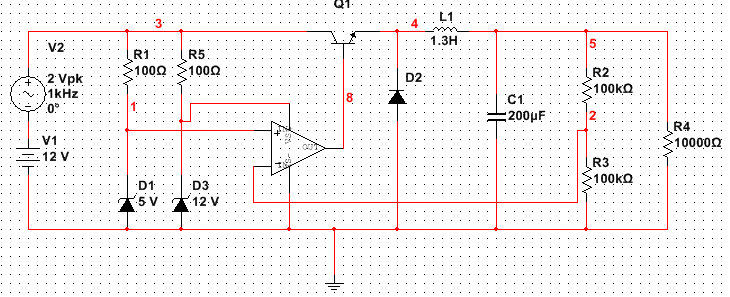 Q1
3
4
L1
1.3H
5
V2
R1
100Ω
R5
100Ω
2 Vpk
1kHz
0°
D2
R2
100kΩ
8
1
C1
200µF
2
V1
12 V
R4
10000Ω
R3
100kΩ
D1
5 V
D3
12 V